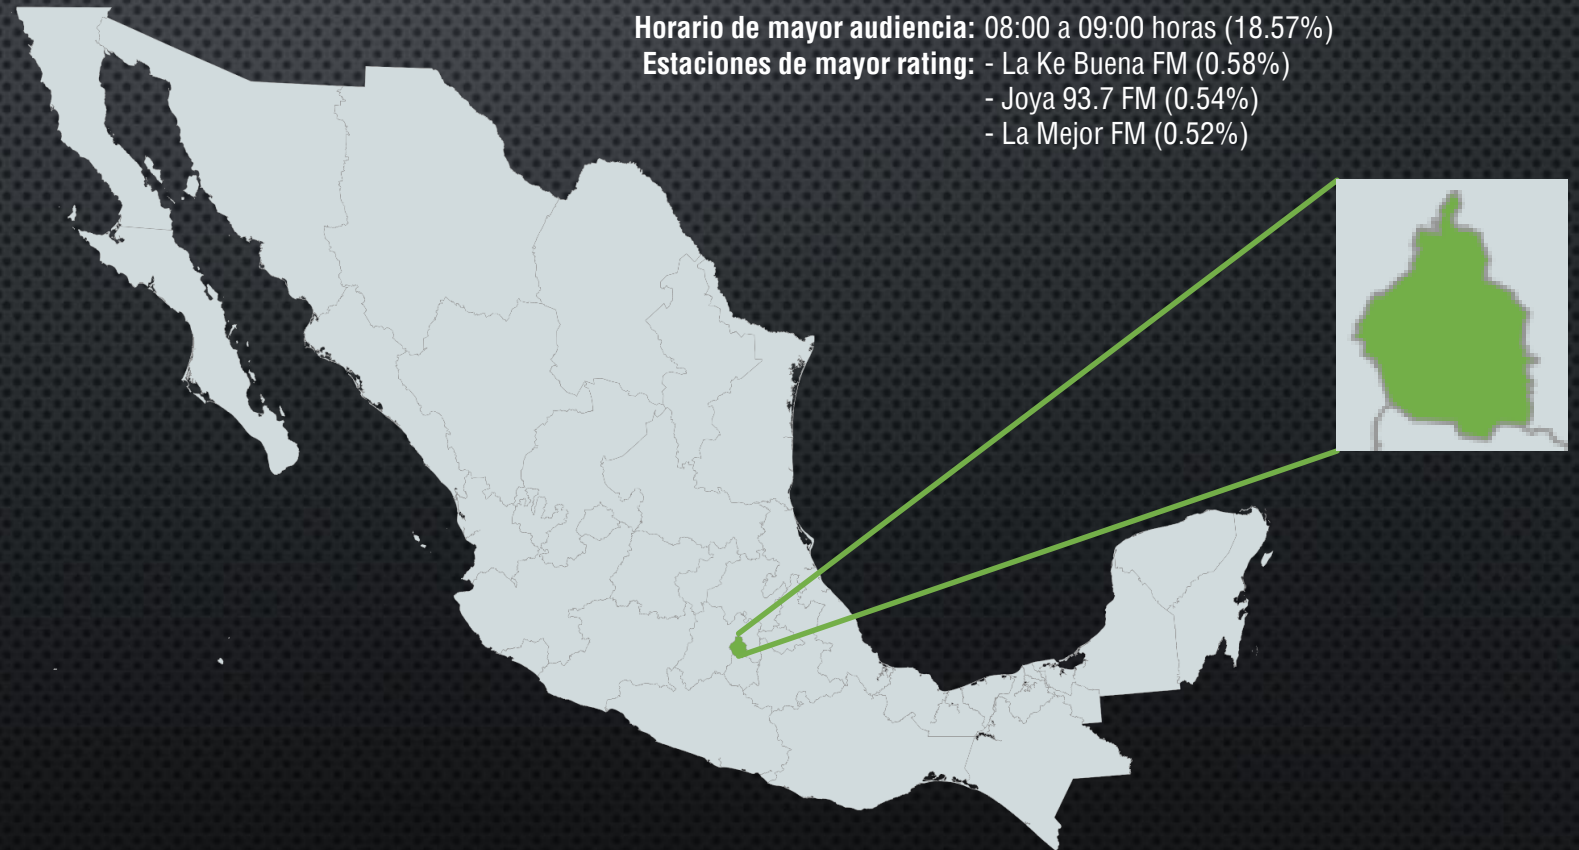 Horario de mayor audiencia: 08:00 a 09:00 horas (18.57%)
Estaciones de mayor rating: - La Ke Buena FM (0.58%)
- Joya 93.7 FM (0.54%)
- La Mejor FM (0.52%)